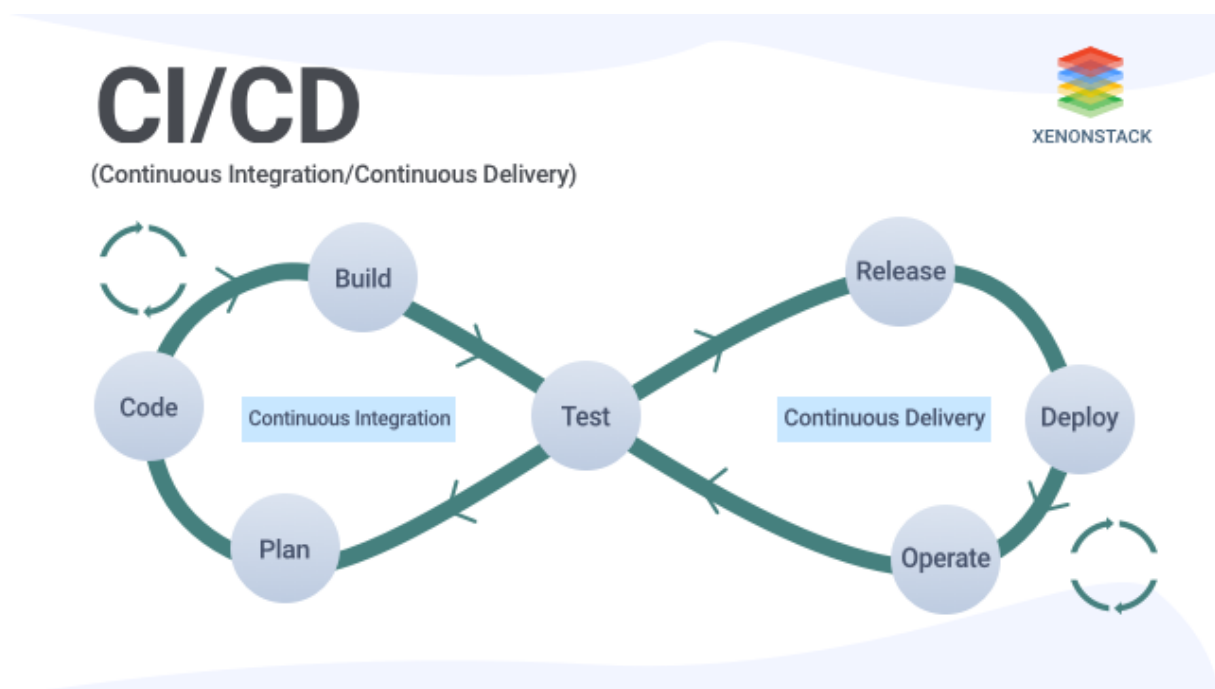 CI/CD
(Continuous Integration/Continuous Delivery)
XENONSTACK
Build
Release
Code
Continuous Integration
Test
Continuous Delivery
Deploy
Plan
Operate